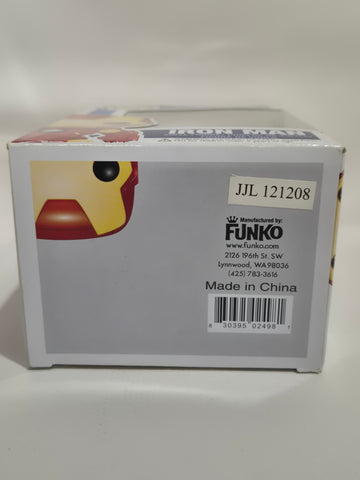 IRON MAN
JJL 121208
Manufactured by:
FUNKO
www.funko.com
2126 196th St. SW
Lynnwood, WA98036
(425) 783-3616
Made in China
8 30395 02498 1